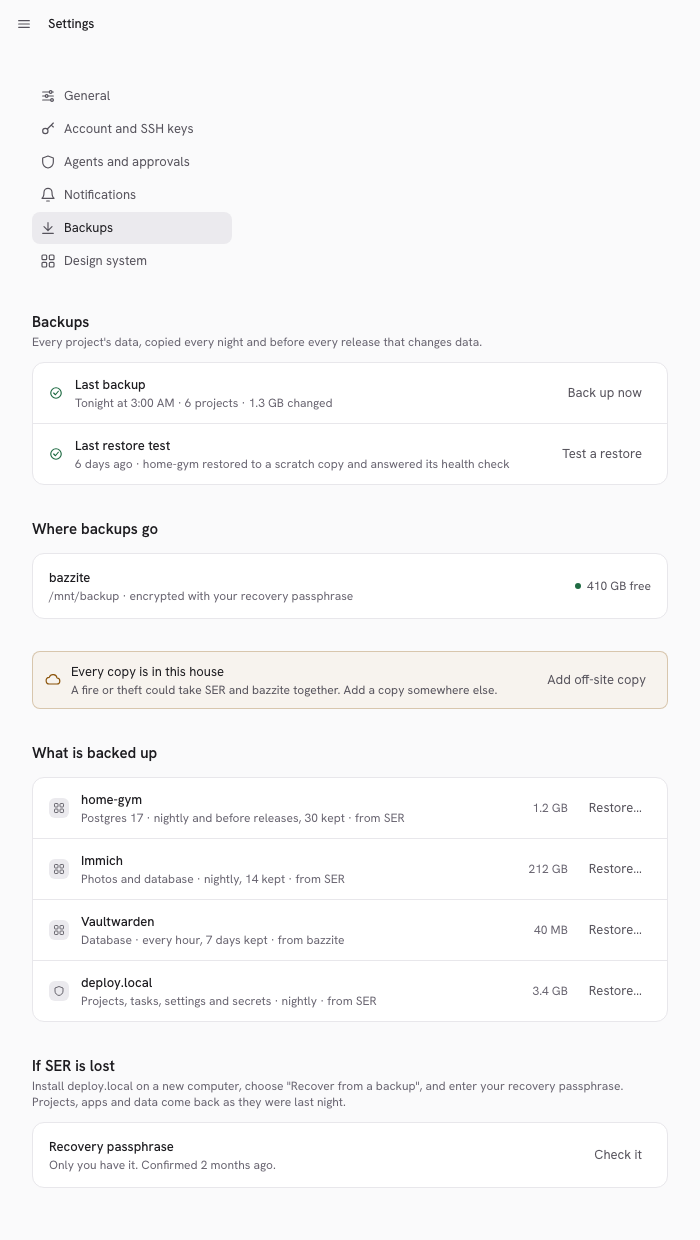 Settings
General
Account and SSH keys
Agents and approvals
Notifications
Backups
Design system
Backups
Every project's data, copied every night and before every release that changes data.
Last backup
Tonight at 3:00 AM · 6 projects · 1.3 GB changed
Back up now
Last restore test
6 days ago · home-gym restored to a scratch copy and answered its health check
Test a restore
Where backups go
bazzite
/mnt/backup · encrypted with your recovery passphrase
410 GB free
Every copy is in this house
A fire or theft could take SER and bazzite together. Add a copy somewhere else.
Add off-site copy
What is backed up
home-gym
Postgres 17 · nightly and before releases, 30 kept · from SER
1.2 GB
Restore...
Immich
Photos and database · nightly, 14 kept · from SER
212 GB
Restore...
Vaultwarden
Database · every hour, 7 days kept · from bazzite
40 MB
Restore...
deploy.local
Projects, tasks, settings and secrets · nightly · from SER
3.4 GB
Restore...
If SER is lost
Install deploy.local on a new computer, choose "Recover from a backup", and enter your recovery passphrase.
Projects, apps and data come back as they were last night.
Recovery passphrase
Only you have it. Confirmed 2 months ago.
Check it